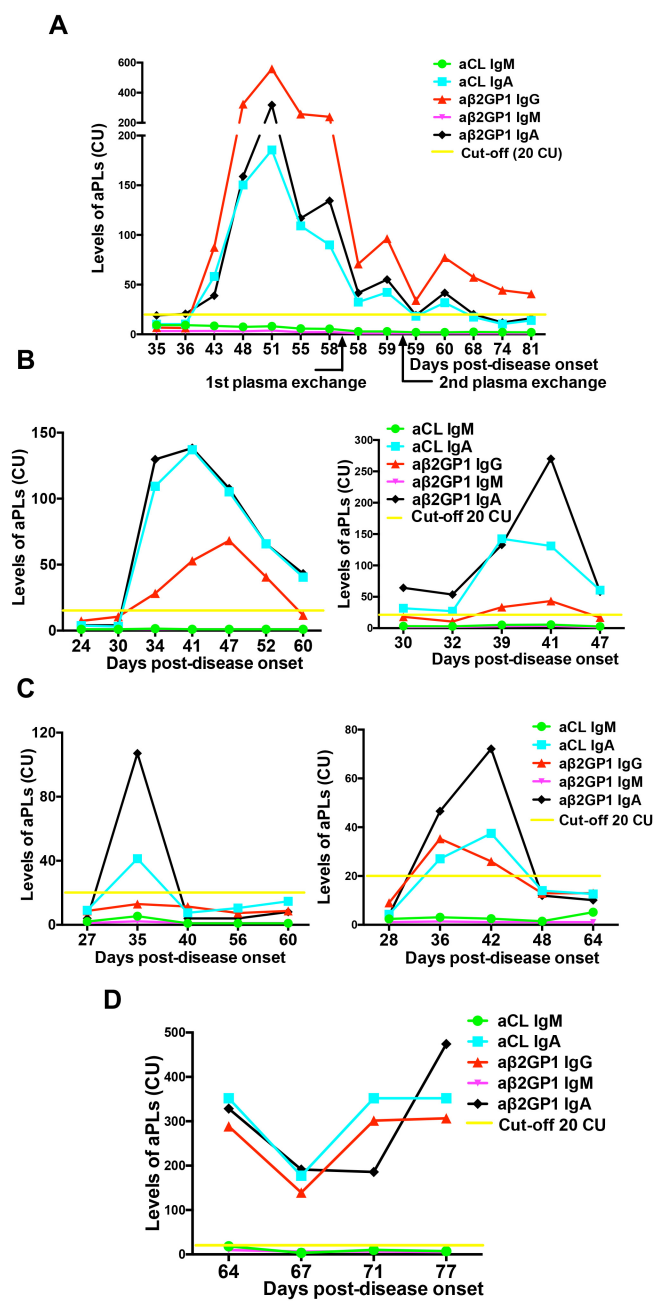 A
Levels of aPLs (CU)
600
400
200
200
150
100
50
0
aCL IgM
aCL IgA
aβ2GP1 IgG
aβ2GP1 IgM
aβ2GP1 IgA
Cut-off (20 CU)
35 36 43 48 51 55 58 58 59 59 60 68 74 81
Days post-disease onset
1st plasma exchange
2nd plasma exchange
B
Levels of aPLs (CU)
150
100
50
0
24 30 34 41 47 52 60
Days post-disease onset
Levels of aPLs (CU)
300
250
200
150
100
50
0
aCL IgM
aCL IgA
aβ2GP1 IgG
aβ2GP1 IgM
aβ2GP1 IgA
Cut-off 20 CU
30 32 39 41 47
Days post-disease onset
C
Levels of aPLs (CU)
120
80
40
0
27 35 40 56 60
Days post-disease onset
Levels of aPLs (CU)
80
60
40
20
0
aCL IgM
aCL IgA
aβ2GP1 IgG
aβ2GP1 IgM
aβ2GP1 IgA
Cut-off 20 CU
28 36 42 48 64
Days post-disease onset
D
Levels of aPLs (CU)
500
400
300
200
100
0
aCL IgM
aCL IgA
aβ2GP1 IgG
aβ2GP1 IgM
aβ2GP1 IgA
Cut-off 20 CU
64 67 71 77
Days post-disease onset